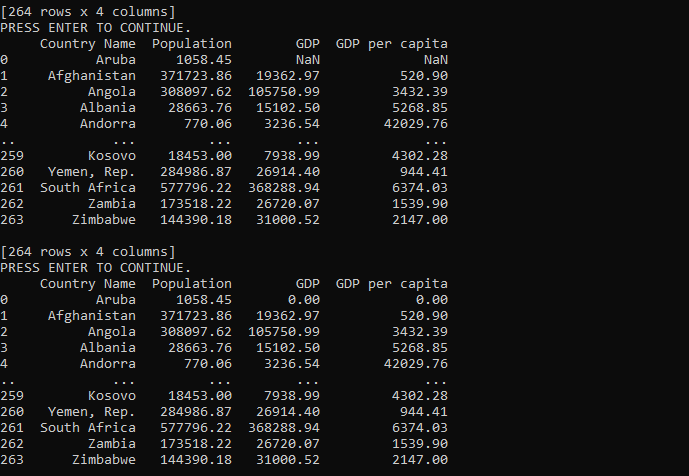 [264 rows x 4 columns]
PRESS ENTER TO CONTINUE.
     Country Name  Population        GDP  GDP per capita
0           Aruba     1058.45        NaN             NaN
1     Afghanistan   371723.86   19362.97          520.90
2          Angola   308097.62  105750.99         3432.39
3         Albania    28663.76   15102.50         5268.85
4         Andorra      770.06    3236.54        42029.76
..            ...         ...        ...             ...
259        Kosovo    18453.00    7938.99         4302.28
260   Yemen, Rep.   284986.87   26914.40          944.41
261  South Africa   577796.22  368288.94         6374.03
262        Zambia   173518.22   26720.07         1539.90
263      Zimbabwe   144390.18   31000.52         2147.00

[264 rows x 4 columns]
PRESS ENTER TO CONTINUE.
     Country Name  Population        GDP  GDP per capita
0           Aruba     1058.45       0.00            0.00
1     Afghanistan   371723.86   19362.97          520.90
2          Angola   308097.62  105750.99         3432.39
3         Albania    28663.76   15102.50         5268.85
4         Andorra      770.06    3236.54        42029.76
..            ...         ...        ...             ...
259        Kosovo    18453.00    7938.99         4302.28
260   Yemen, Rep.   284986.87   26914.40          944.41
261  South Africa   577796.22  368288.94         6374.03
262        Zambia   173518.22   26720.07         1539.90
263      Zimbabwe   144390.18   31000.52         2147.00